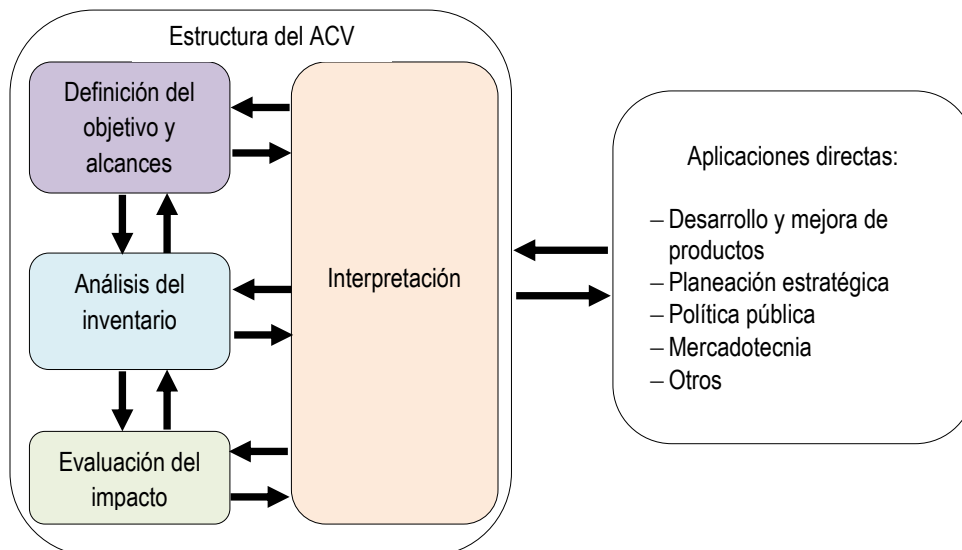 Estructura del ACV
Definición del
objetivo y
alcances
Análisis del
inventario
Evaluación del
impacto
Interpretación
Aplicaciones directas:
– Desarrollo y mejora de
productos
– Planeación estratégica
– Política pública
– Mercadotecnia
– Otros